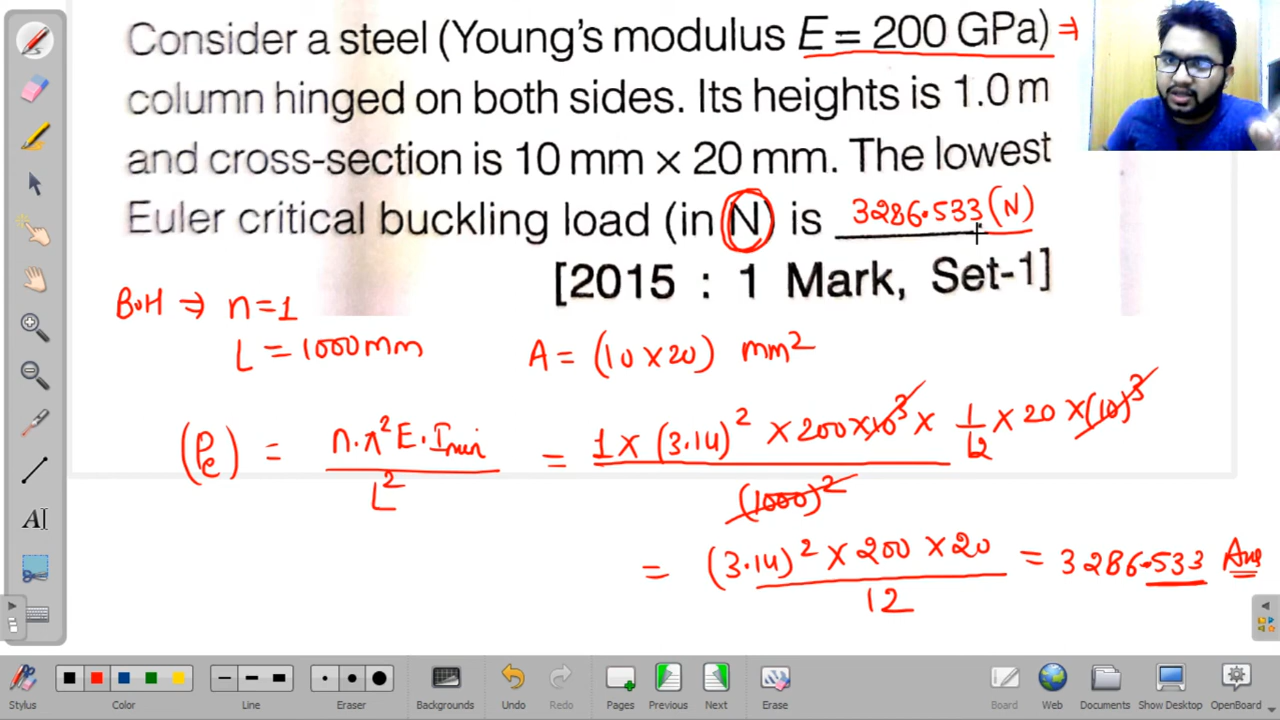 Consider a steel (Young's modulus E = 200 GPa) ⇒
column hinged on both sides. Its heights is 1.0 m
and cross-section is 10 mm × 20 mm. The lowest
Euler critical buckling load (in N) is 3286.533 (N)
[2015 : 1 Mark, Set-1]
BoH ⇒ n=1
L = 1000mm A = (10 × 20) mm²
(Pe) = n.π²E.Imin / L² = 1 × (3.14)² × 200×10³ × 1/12 × 20 × (10)³ / (1000)²
= (3.14)² × 200 × 20 / 12 = 3286.533 Ans
Stylus Color Line Eraser Backgrounds Undo Redo Pages Previous Next Erase Board Web Documents Show Desktop OpenBoard